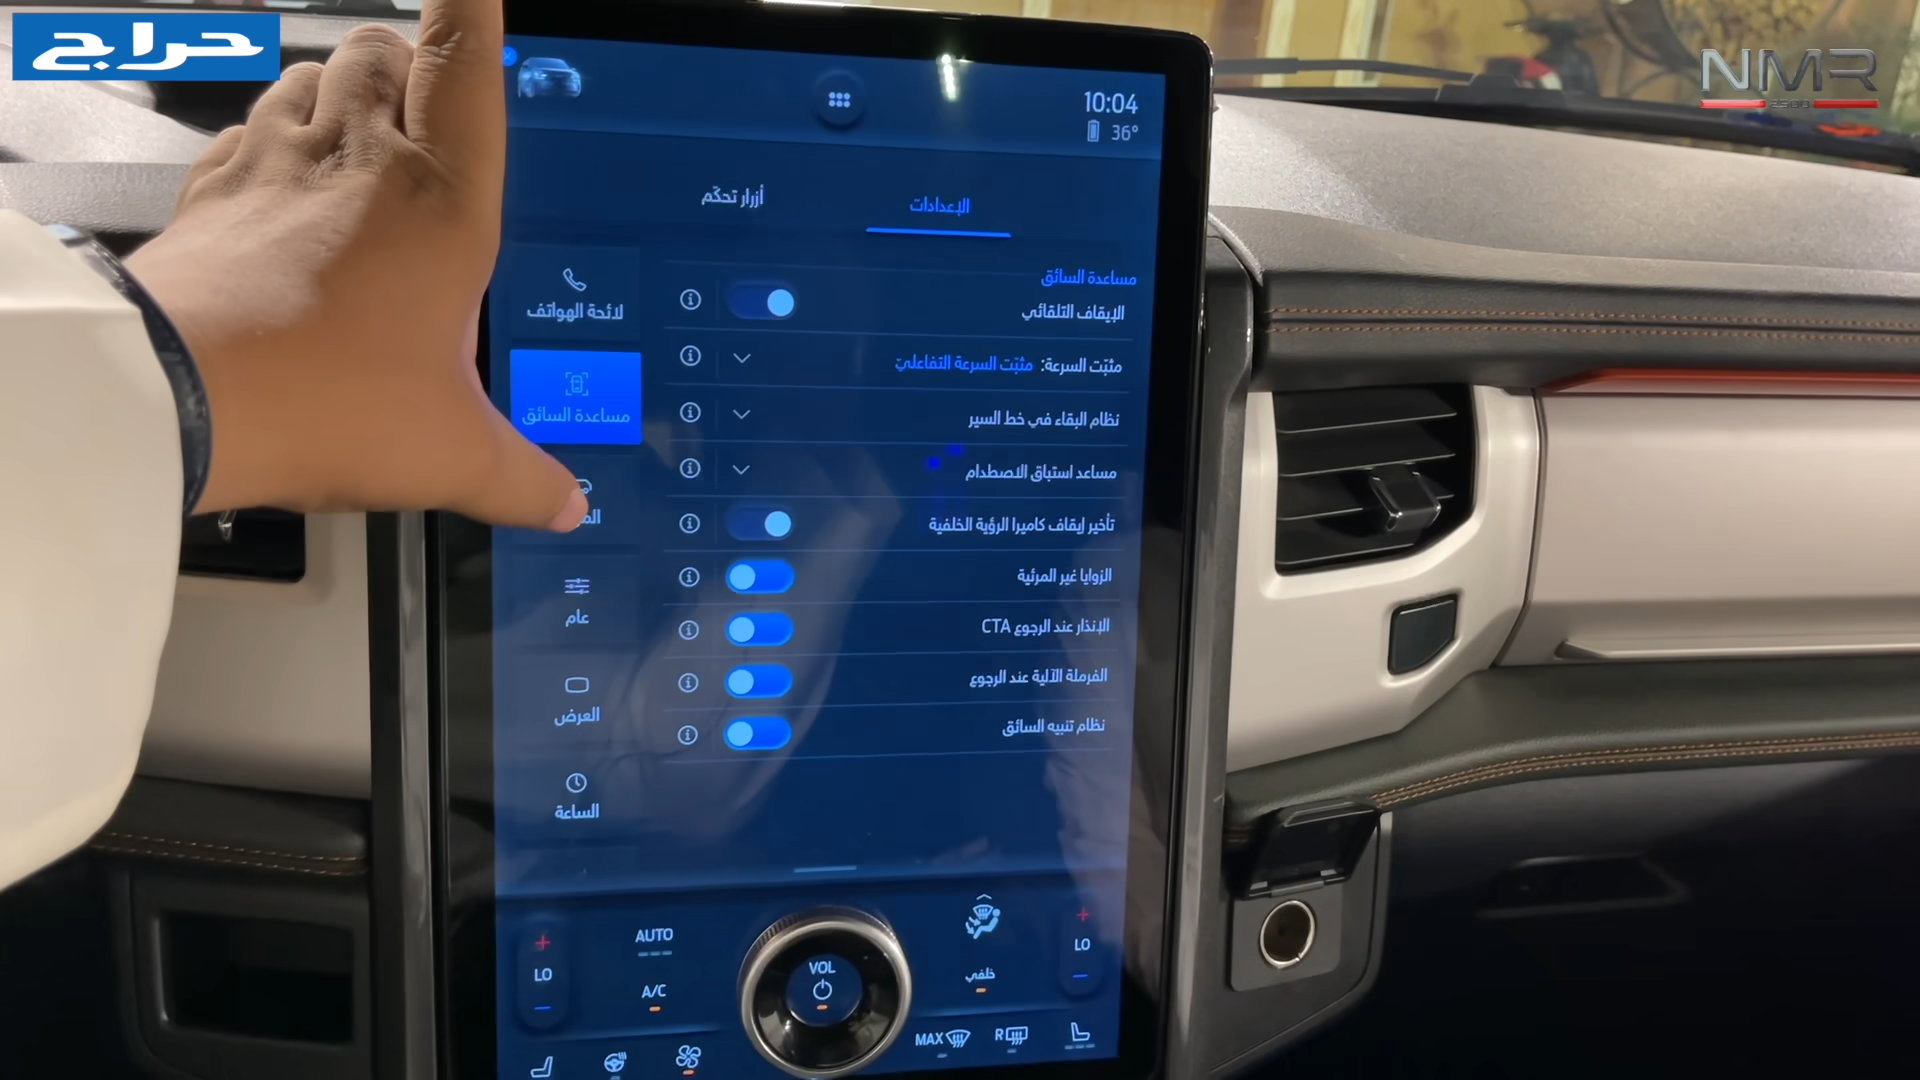 حراج
NMR
10:04
36°
الإعدادات
أزرار تحكّم
مساعدة السائق
الإيقاف التلقائي
مثبّت السرعة: مثبّت السرعة التفاعليّ
نظام البقاء في خط السير
مساعد استباق الاصطدام
تأخير إيقاف كاميرا الرؤية الخلفية
الزوايا غير المرئية
الإنذار عند الرجوع CTA
الفرملة الآلية عند الرجوع
نظام تنبيه السائق
لائحة الهواتف
مساعدة السائق
عام
العرض
الساعة
LO
AUTO
A/C
VOL
خلفي
LO
MAX
R